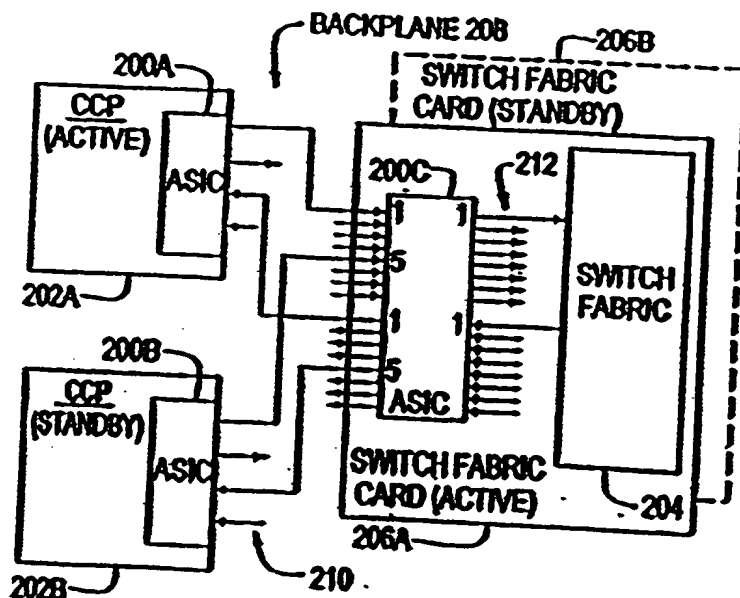 BACKPLANE 208
206B
200A
CCP
(ACTIVE)
ASIC
SWITCH FABRIC
CARD (STANDBY)
200C
212
1
1
5
1
1
5
ASIC
SWITCH
FABRIC
202A
200B
CCP
(STANDBY)
ASIC
SWITCH FABRIC
CARD (ACTIVE)
204
206A
210
202B